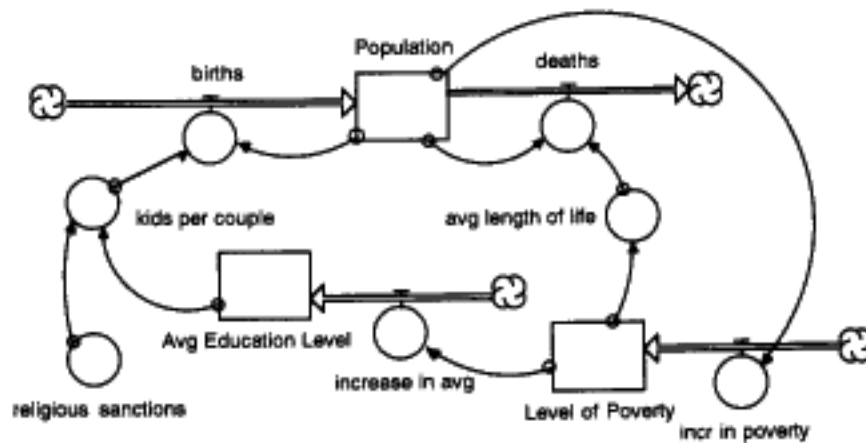 Population
births
deaths
kids per couple
avg length of life
Avg Education Level
increase in avg
religious sanctions
Level of Poverty
incr in poverty